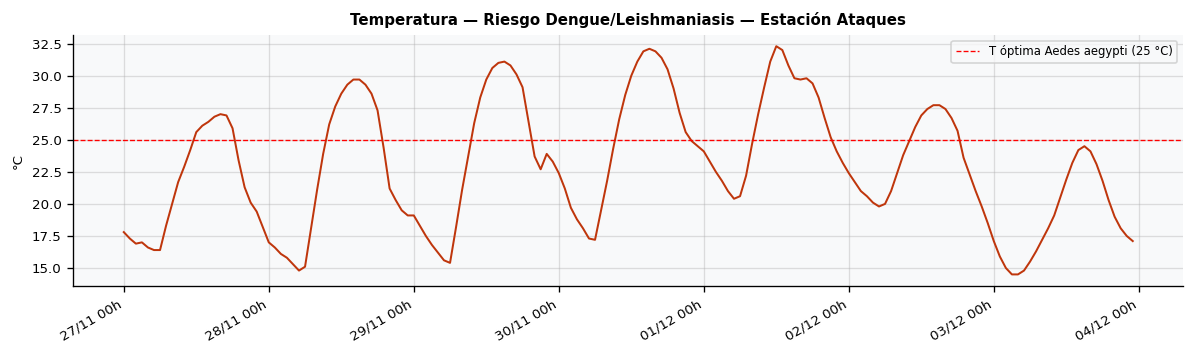 Temperatura — Riesgo Dengue/Leishmaniasis — Estación Ataques
T óptima Aedes aegypti (25 °C)
°C
32.5
30.0
27.5
25.0
22.5
20.0
17.5
15.0
27/11 00h
28/11 00h
29/11 00h
30/11 00h
01/12 00h
02/12 00h
03/12 00h
04/12 00h